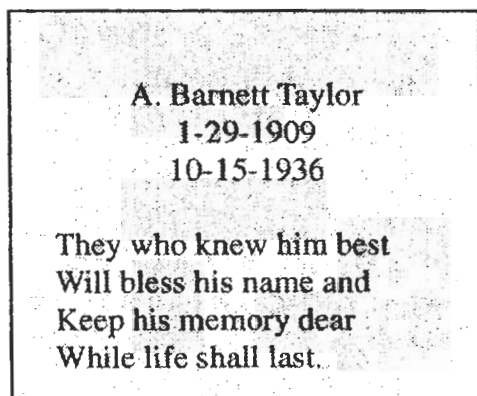 A. Barnett Taylor
1-29-1909
10-15-1936
They who knew him best
Will bless his name and
Keep his memory dear
While life shall last.